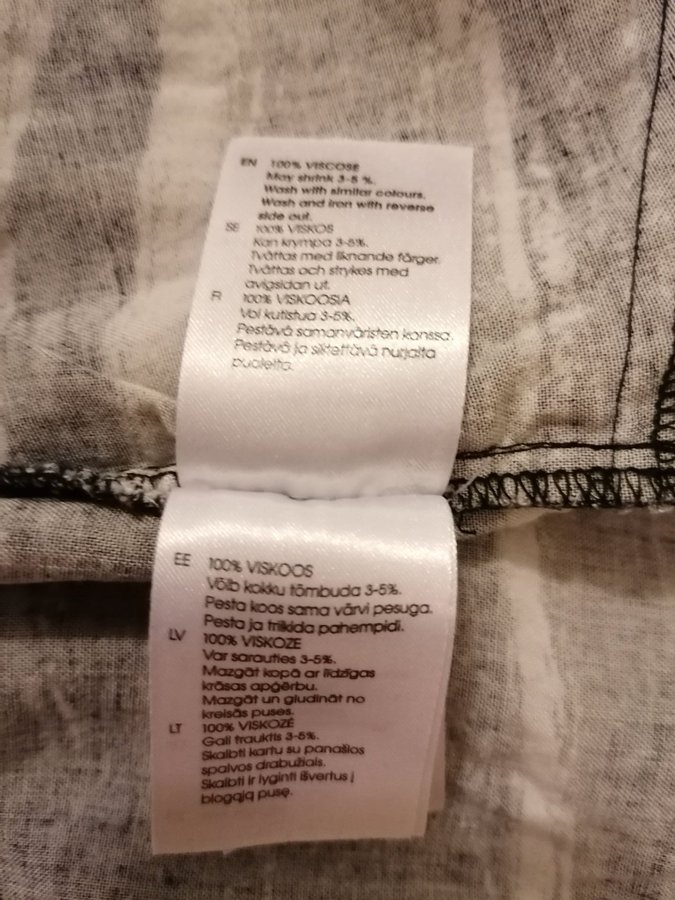 EN 100% VISCOSE
May shrink 3-5 %.
Wash with similar colours.
Wash and iron with reverse
side out.
SE 100% VISKOS
Kan krympa 3-5%.
Tvättas med liknande färger.
Tvättas och strykes med
avigsidan ut.
FI 100% VISKOOSIA
Voi kutistua 3-5%.
Pestävä samanväristen kanssa.
Pestävä ja silitettävä nurjalta
puolelta.
EE 100% VISKOOS
Võib kokku tõmbuda 3-5%.
Pesta koos sama värvi pesuga.
Pesta ja triikida pahempidi.
LV 100% VISKOZE
Var sarauties 3-5%.
Mazgāt kopā ar līdzīgas
krāsas apģērbu.
Mazgāt un gludināt no
kreisās puses.
LT 100% VISKOZĖ
Gali trauktis 3-5%.
Skalbti kartu su panašios
spalvos drabužiais.
Skalbti ir lyginti išvertus į
blogąją pusę.